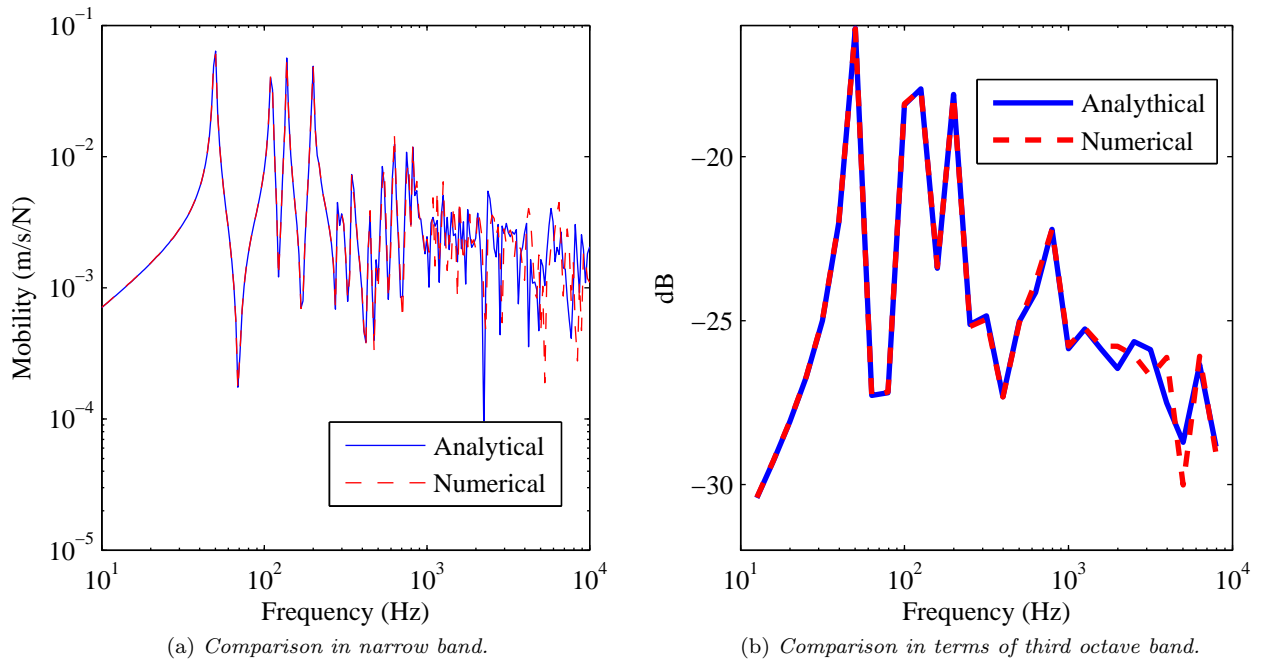 10^-1
10^-2
10^-3
10^-4
10^-5
Mobility (m/s/N)
Analytical
Numerical
10^1
10^2
10^3
10^4
Frequency (Hz)
(a) Comparison in narrow band.
−20
−25
−30
dB
Analythical
Numerical
10^1
10^2
10^3
10^4
Frequency (Hz)
(b) Comparison in terms of third octave band.